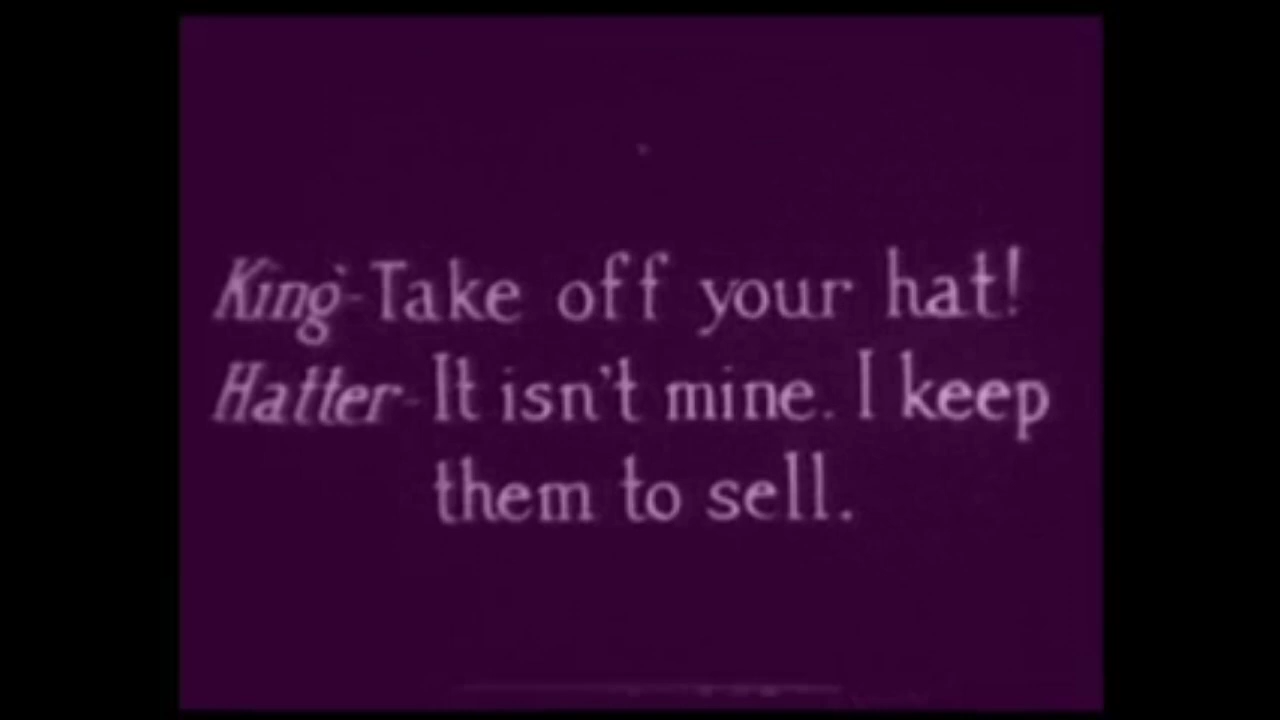 King-Take off your hat!
Hatter-It isn't mine. I keep
them to sell.